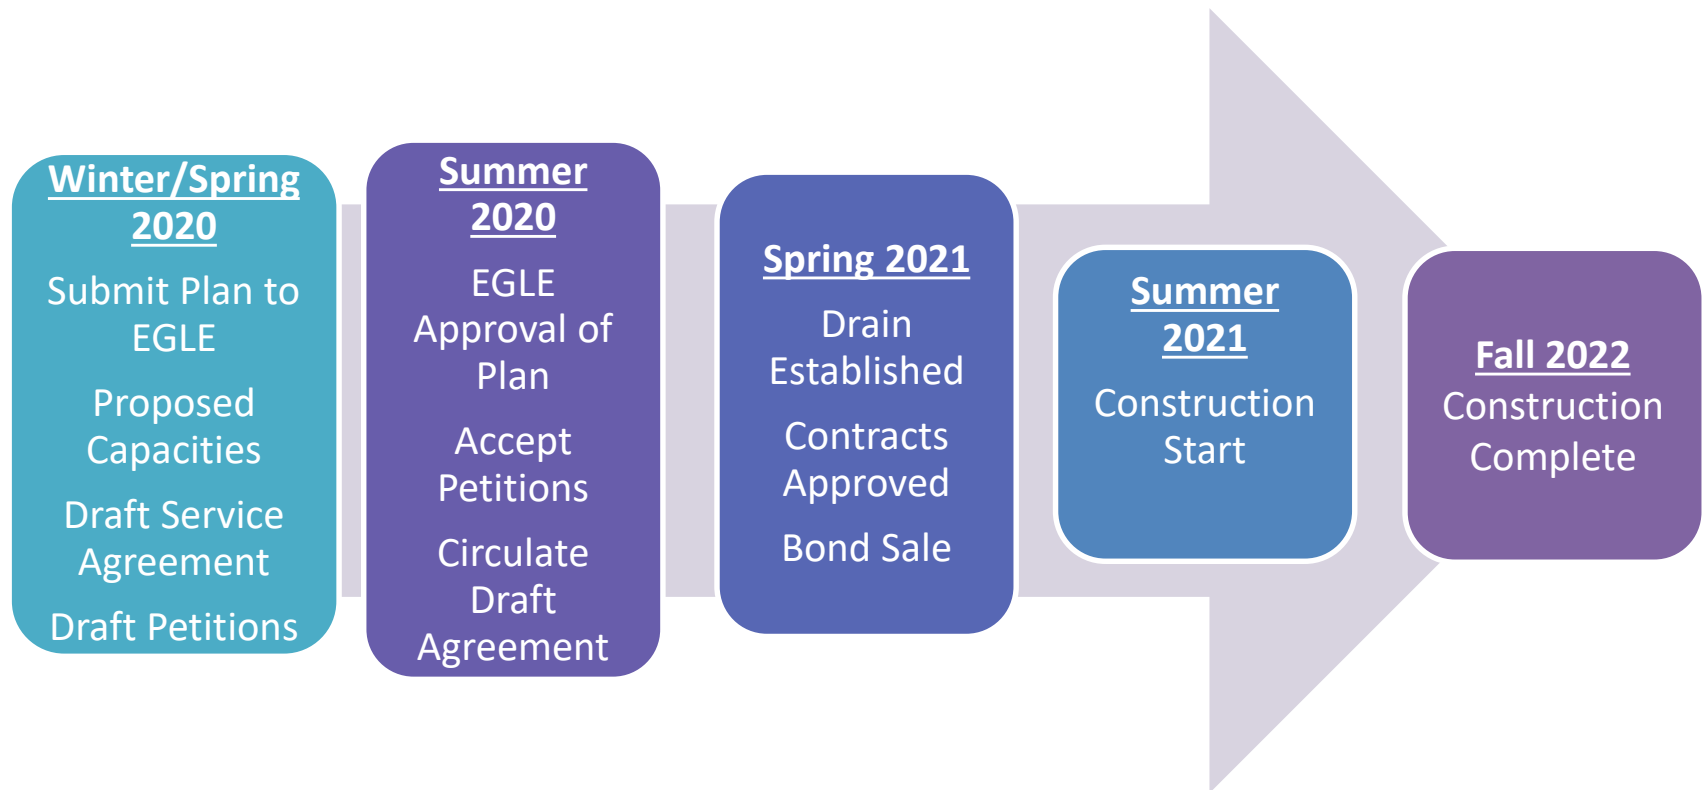 Winter/Spring
2020
Submit Plan to
EGLE
Proposed
Capacities
Draft Service
Agreement
Draft Petitions
Summer
2020
EGLE
Approval of
Plan
Accept
Petitions
Circulate
Draft
Agreement
Spring 2021
Drain
Established
Contracts
Approved
Bond Sale
Summer
2021
Construction
Start
Fall 2022
Construction
Complete